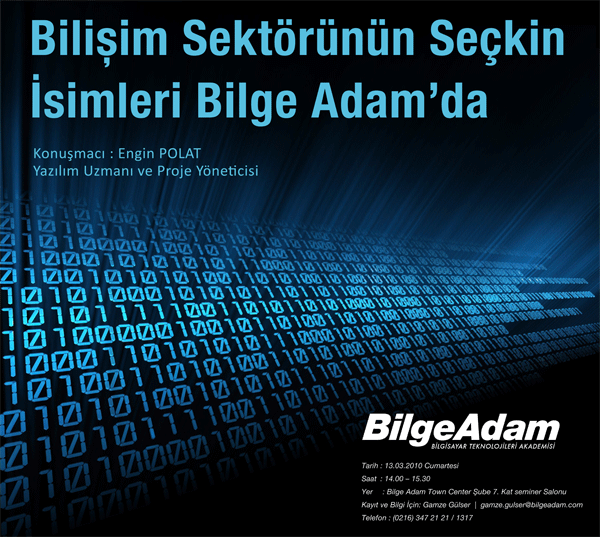 Bilişim Sektörünün Seçkin
İsimleri Bilge Adam’da
Konuşmacı : Engin POLAT
Yazılım Uzmanı ve Proje Yöneticisi
BilgeAdam
BİLGİSAYAR TEKNOLOJİLERİ AKADEMİSİ
Tarih : 13.03.2010 Cumartesi
Saat : 14.00 – 15.30
Yer : Bilge Adam Town Center Şube 7. Kat seminer Salonu
Kayıt ve Bilgi İçin: Gamze Gülser | gamze.gulser@bilgeadam.com
Telefon : (0216) 347 21 21 / 1317